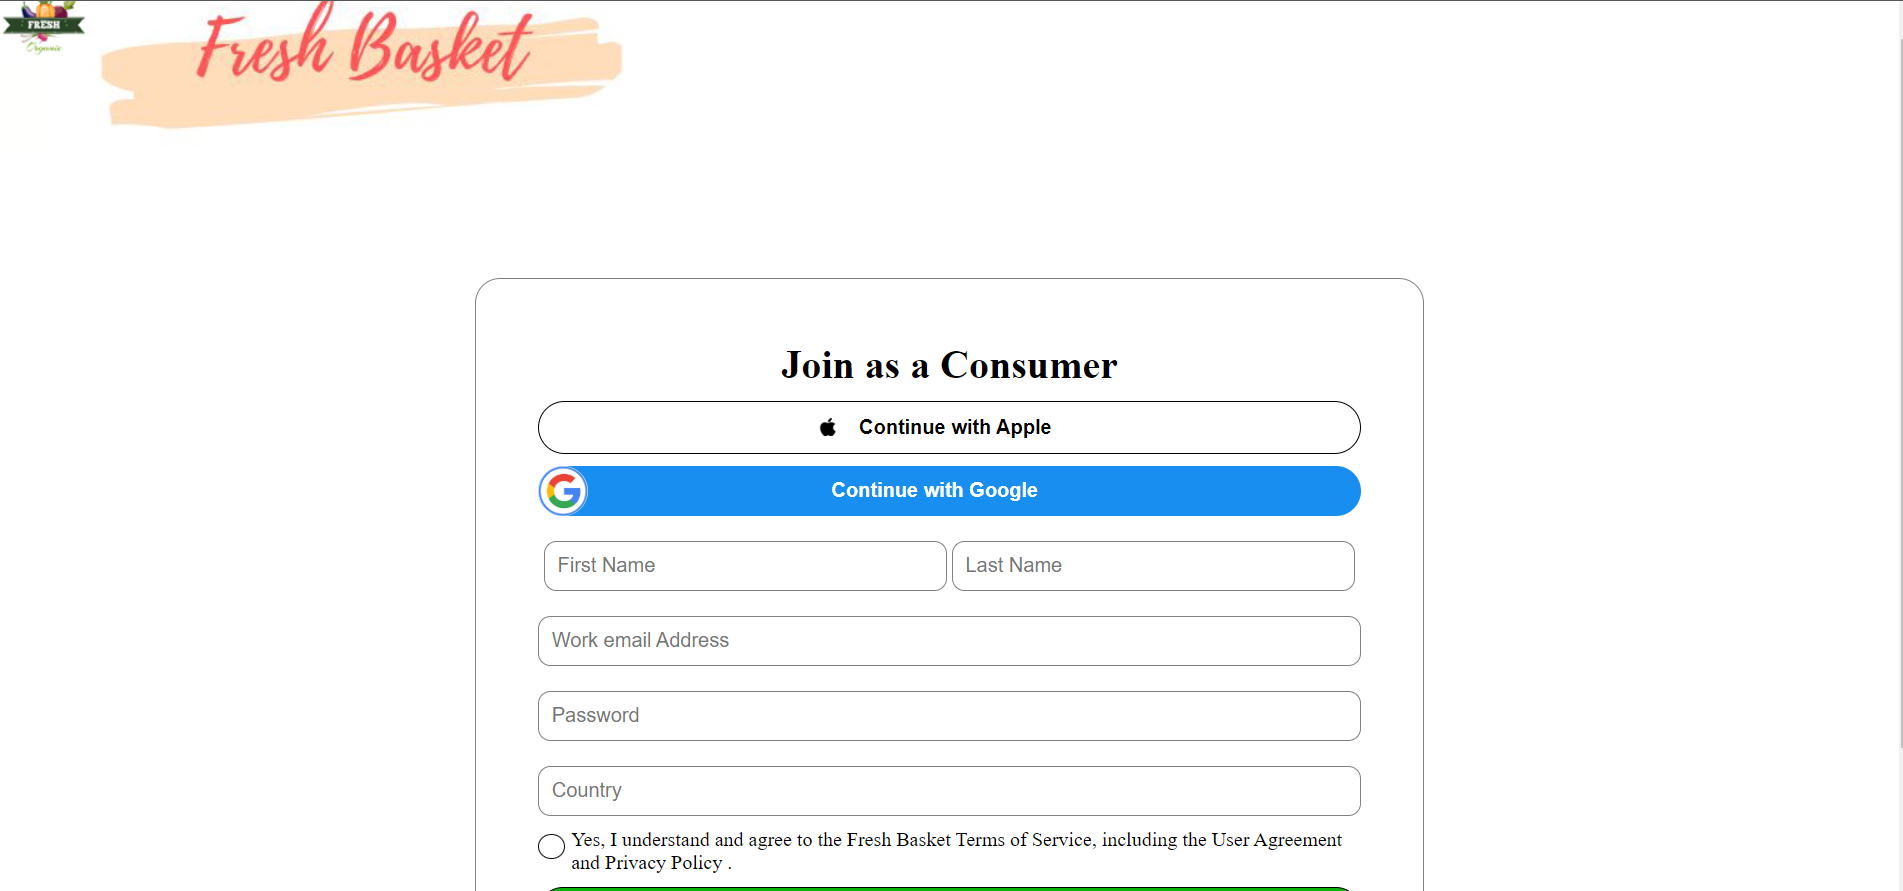 FRESH
Organic
Fresh Basket
Join as a Consumer
Continue with Apple
Continue with Google
First Name
Last Name
Work email Address
Password
Country
Yes, I understand and agree to the Fresh Basket Terms of Service, including the User Agreement
and Privacy Policy .